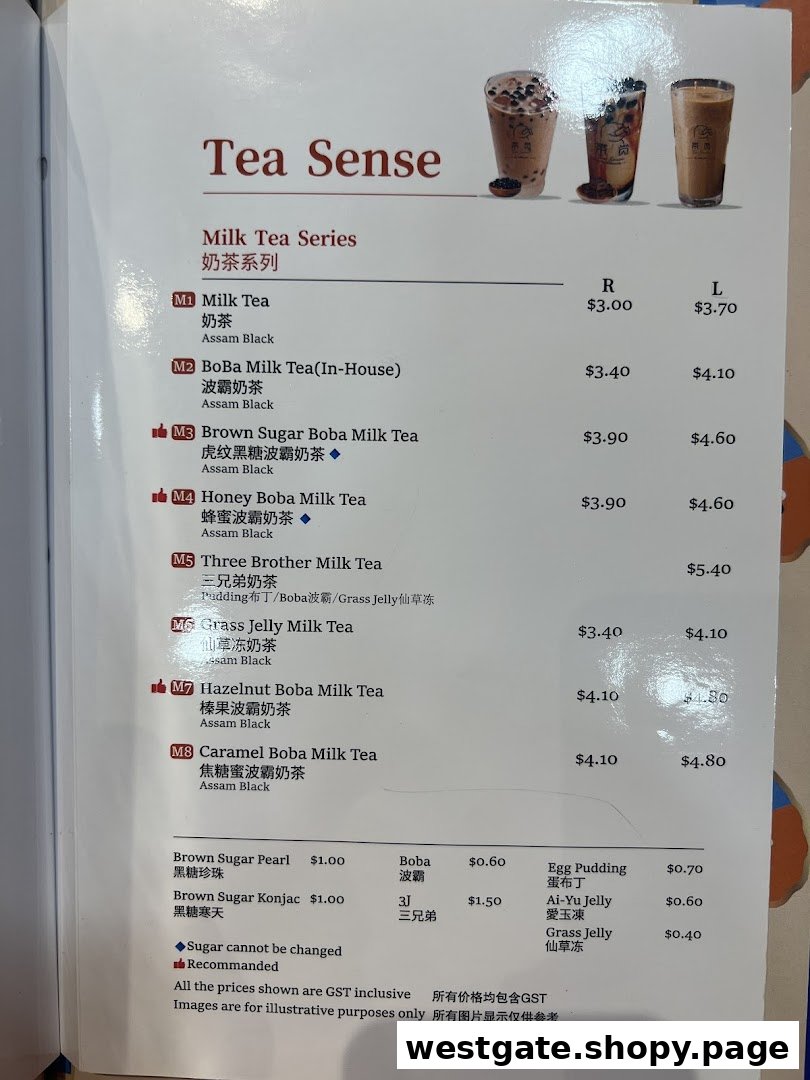 Tea Sense
Milk Tea Series
奶茶系列
R L
M1 Milk Tea $3.00 $3.70
奶茶
Assam Black
M2 BoBa Milk Tea(In-House) $3.40 $4.10
波霸奶茶
Assam Black
M3 Brown Sugar Boba Milk Tea $3.90 $4.60
虎纹黑糖波霸奶茶
Assam Black
M4 Honey Boba Milk Tea $3.90 $4.60
蜂蜜波霸奶茶
Assam Black
M5 Three Brother Milk Tea $5.40
三兄弟奶茶
Pudding布丁/Boba波霸/Grass Jelly仙草冻
M6 Grass Jelly Milk Tea $3.40 $4.10
仙草冻奶茶
Assam Black
M7 Hazelnut Boba Milk Tea $4.10 $4.80
榛果波霸奶茶
Assam Black
M8 Caramel Boba Milk Tea $4.10 $4.80
焦糖蜜波霸奶茶
Assam Black
Brown Sugar Pearl $1.00
黑糖珍珠
Brown Sugar Konjac $1.00
黑糖寒天
Boba $0.60
波霸
3J $1.50
三兄弟
Egg Pudding $0.70
蛋布丁
Ai-Yu Jelly $0.60
愛玉凍
Grass Jelly $0.40
仙草冻
Sugar cannot be changed
Recommanded
All the prices shown are GST inclusive 所有价格均包含GST
Images are for illustrative purposes only 所有图片显示仅供参考
westgate.shopy.page